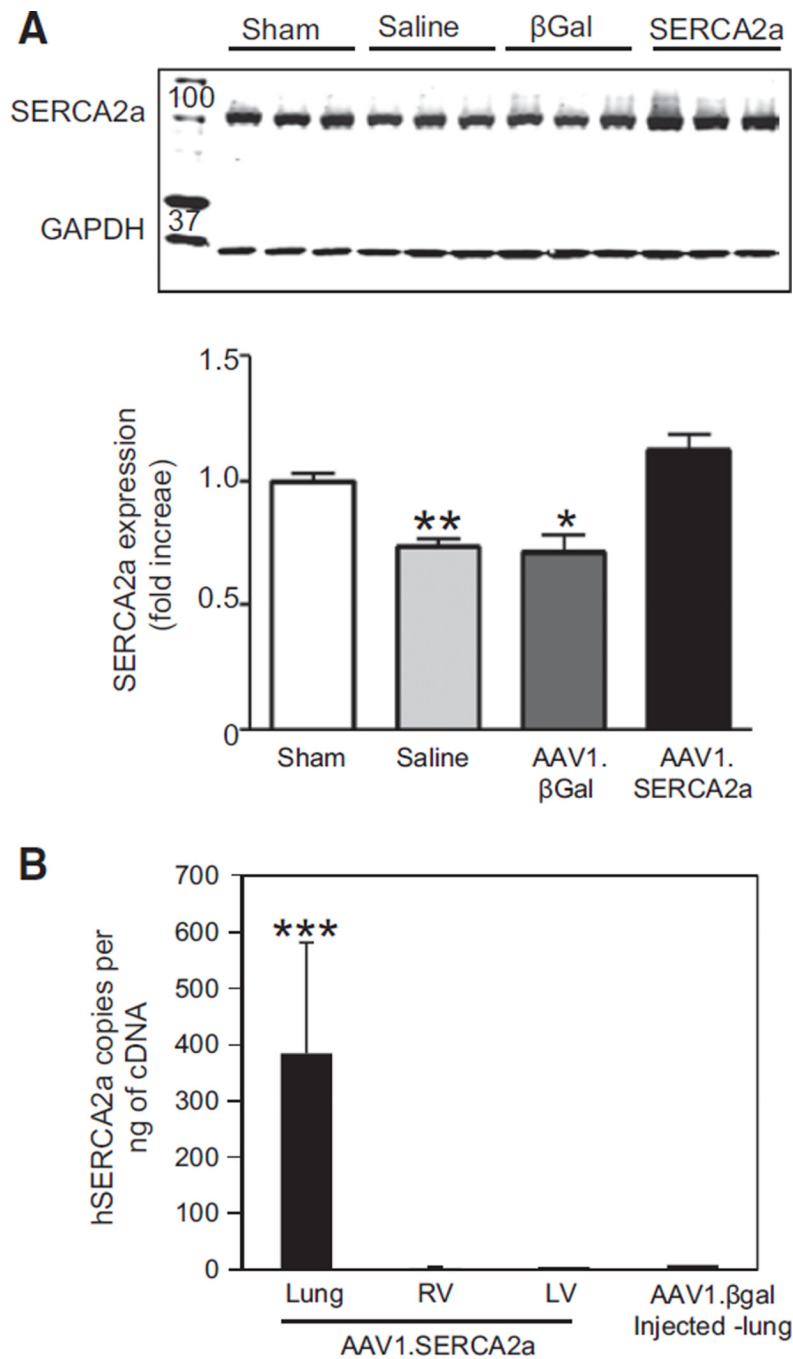 A
Sham Saline βGal SERCA2a
SERCA2a 100
GAPDH 37
SERCA2a expression
(fold increae)
1.5
1.0
** *
0.5
0
Sham Saline AAV1. AAV1.
βGal SERCA2a
B
hSERCA2a copies per
ng of cDNA
700
600
***
500
400
300
200
100
0
Lung RV LV AAV1.βgal
AAV1.SERCA2a Injected -lung